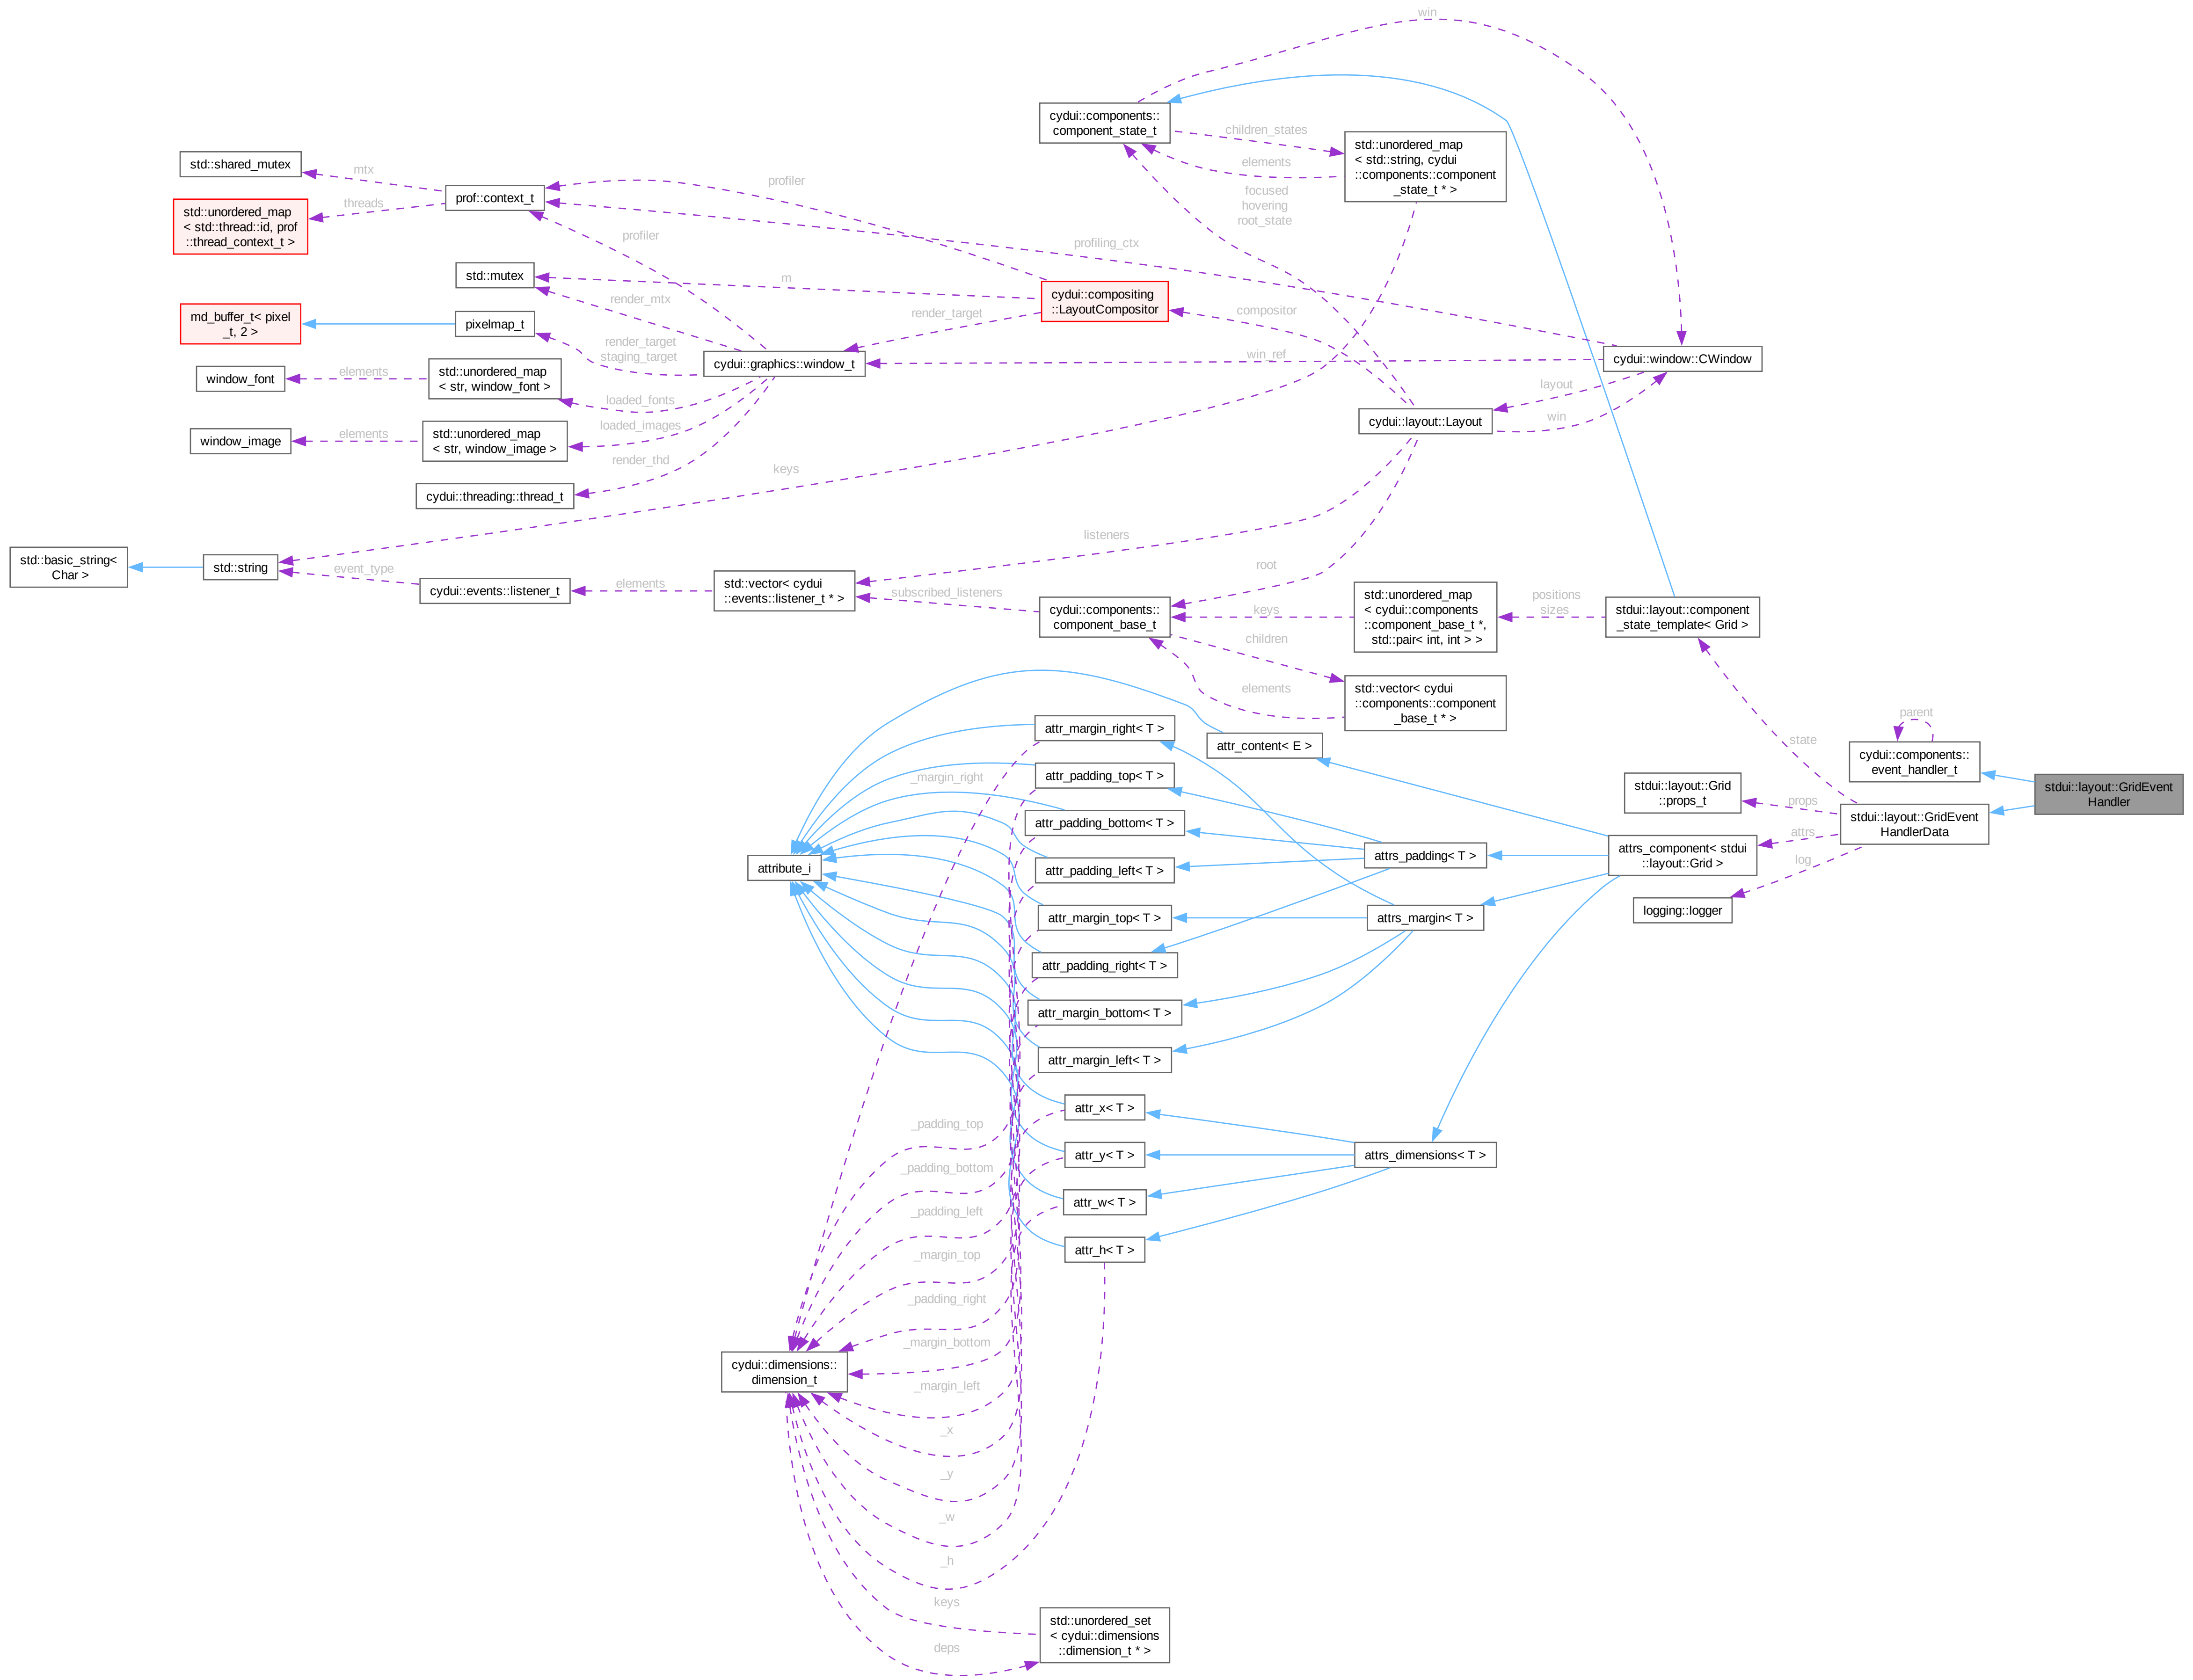 win
cydui::components::
component_state_t
children_states
std::unordered_map
< std::string, cydui
::components::component
_state_t * >
elements
std::shared_mutex
mtx
profiler
prof::context_t
threads
std::unordered_map
< std::thread::id, prof
::thread_context_t >
focused
hovering
root_state
profiler
profiling_ctx
std::mutex
m
render_mtx
cydui::compositing
::LayoutCompositor
compositor
render_target
md_buffer_t< pixel
_t, 2 >
pixelmap_t
render_target
staging_target
cydui::graphics::window_t
win_ref
cydui::window::CWindow
window_font
elements
std::unordered_map
< str, window_font >
loaded_fonts
layout
win
cydui::layout::Layout
window_image
elements
std::unordered_map
< str, window_image >
loaded_images
render_thd
keys
cydui::threading::thread_t
listeners
std::basic_string<
Char >
std::string
event_type
cydui::events::listener_t
elements
std::vector< cydui
::events::listener_t * >
subscribed_listeners
root
cydui::components::
component_base_t
keys
std::unordered_map
< cydui::components
::component_base_t *,
std::pair< int, int > >
positions
sizes
stdui::layout::component
_state_template< Grid >
children
elements
std::vector< cydui
::components::component
_base_t * >
attr_margin_right< T >
attr_content< E >
state
parent
cydui::components::
event_handler_t
_margin_right
attr_padding_top< T >
stdui::layout::Grid
::props_t
props
stdui::layout::GridEvent
Handler
attr_padding_bottom< T >
stdui::layout::GridEvent
HandlerData
attrs
attribute_i
attr_padding_left< T >
attrs_padding< T >
attrs_component< stdui
::layout::Grid >
log
attr_margin_top< T >
attrs_margin< T >
logging::logger
attr_padding_right< T >
attr_margin_bottom< T >
attr_margin_left< T >
attr_x< T >
_padding_top
attr_y< T >
attrs_dimensions< T >
_padding_bottom
attr_w< T >
_padding_left
attr_h< T >
_margin_top
_padding_right
_margin_bottom
cydui::dimensions::
dimension_t
_margin_left
_x
_y
_w
_h
keys
std::unordered_set
< cydui::dimensions
::dimension_t * >
deps